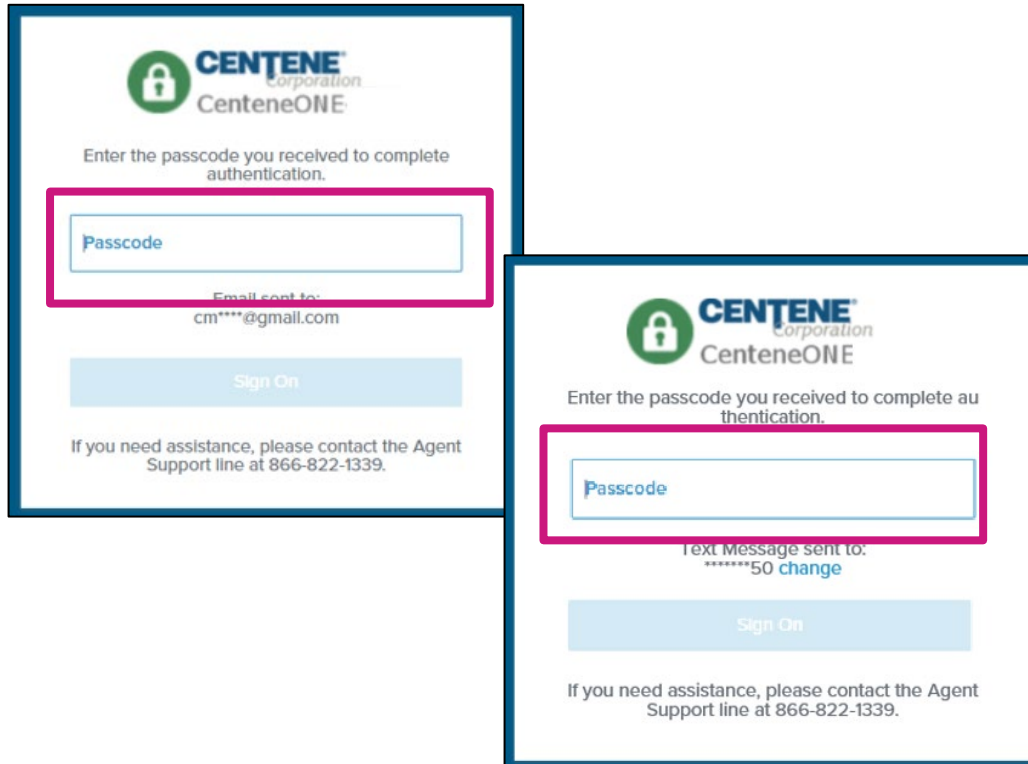 CENTENE®
Corporation
CenteneONE
Enter the passcode you received to complete
authentication.
Passcode
Email sent to:
cm****@gmail.com
Sign On
If you need assistance, please contact the Agent
Support line at 866-822-1339.
CENTENE®
Corporation
CenteneONE
Enter the passcode you received to complete au
thentication.
Passcode
Text Message sent to:
*******50 change
Sign On
If you need assistance, please contact the Agent
Support line at 866-822-1339.